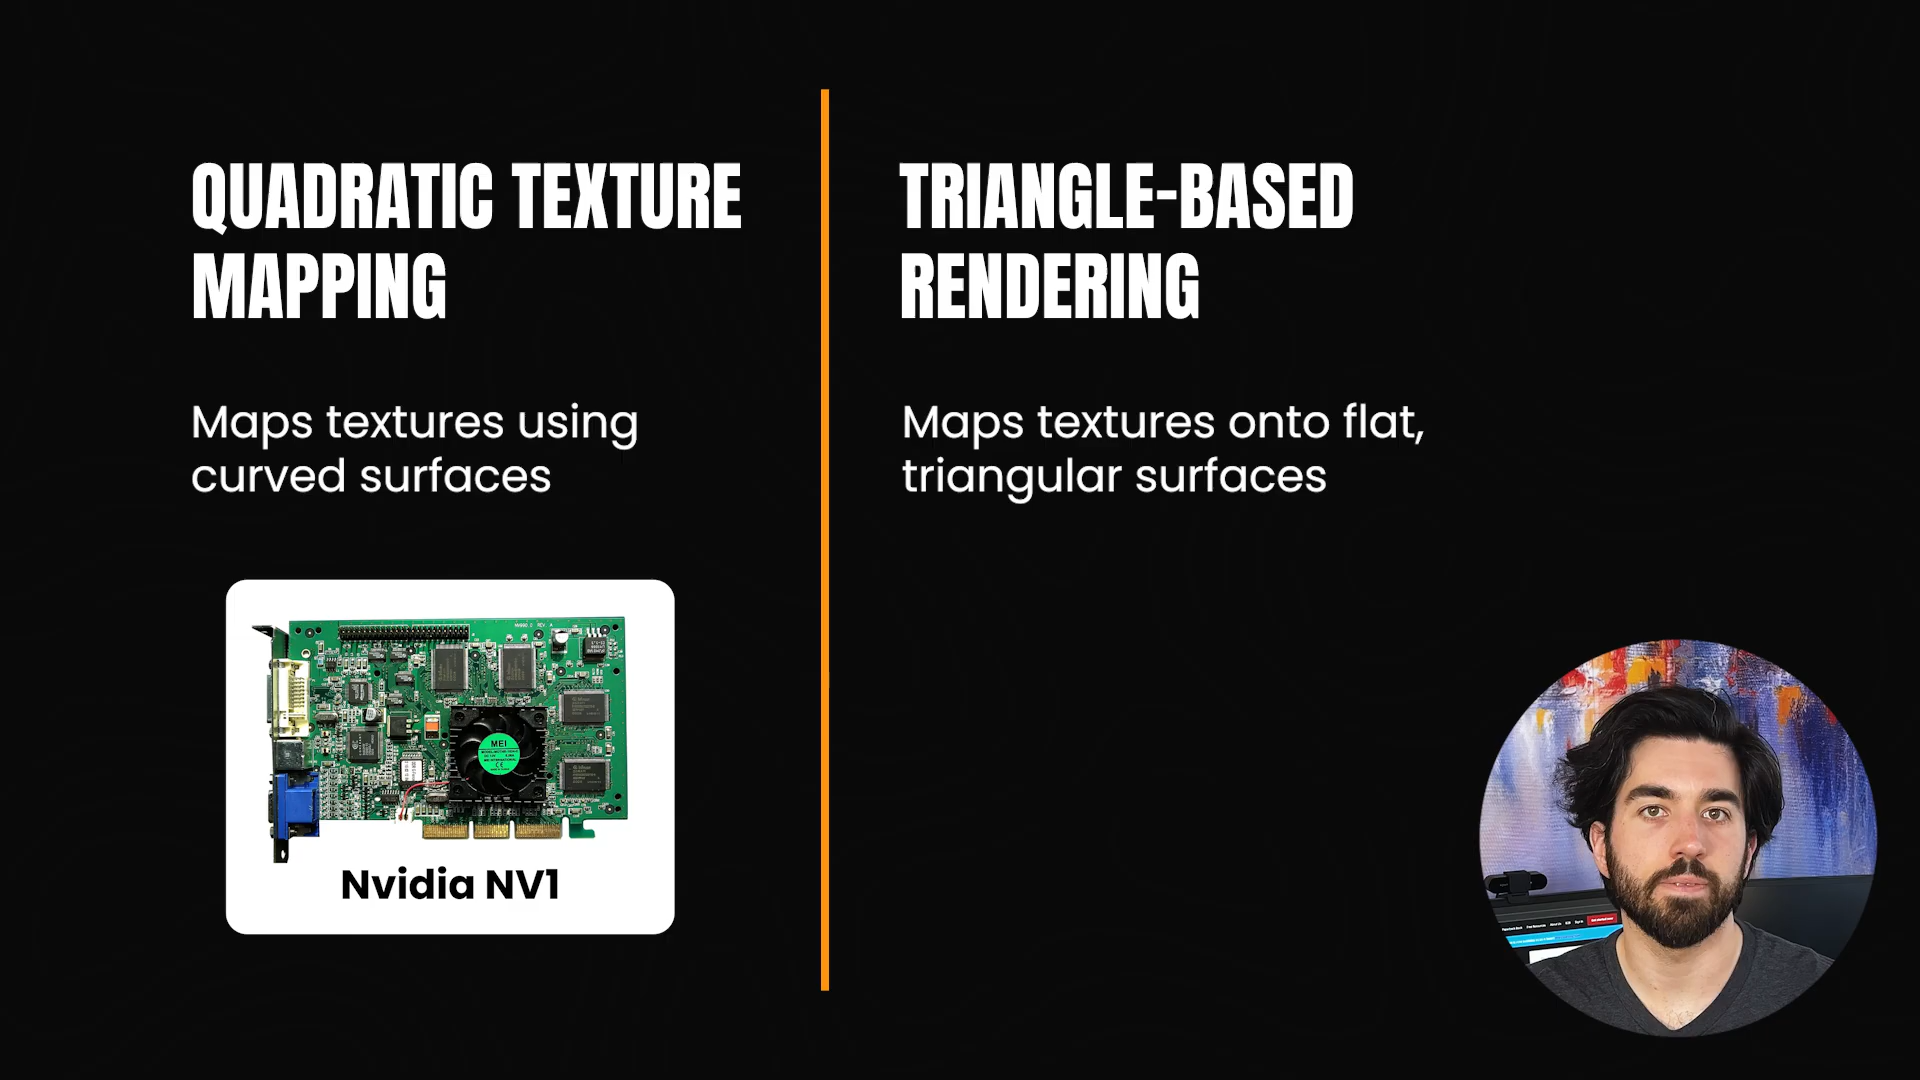 QUADRATIC TEXTURE
MAPPING
Maps textures using
curved surfaces
MEI
Nvidia NV1
TRIANGLE-BASED
RENDERING
Maps textures onto flat,
triangular surfaces